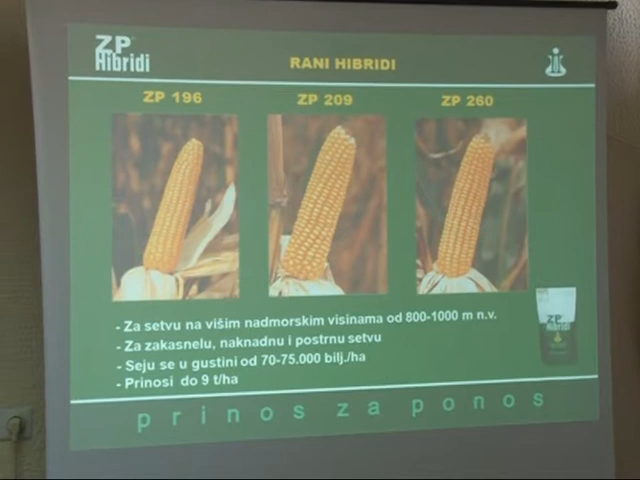 ZP
Hibridi
RANI HIBRIDI
ZP 196
ZP 209
ZP 260
- Za setvu na višim nadmorskim visinama od 800-1000 m n.v.
- Za zakasnelu, naknadnu i postrnu setvu
- Seju se u gustini od 70-75.000 bilj./ha
- Prinosi do 9 t/ha
ZP
Hibridi
prinos za ponos